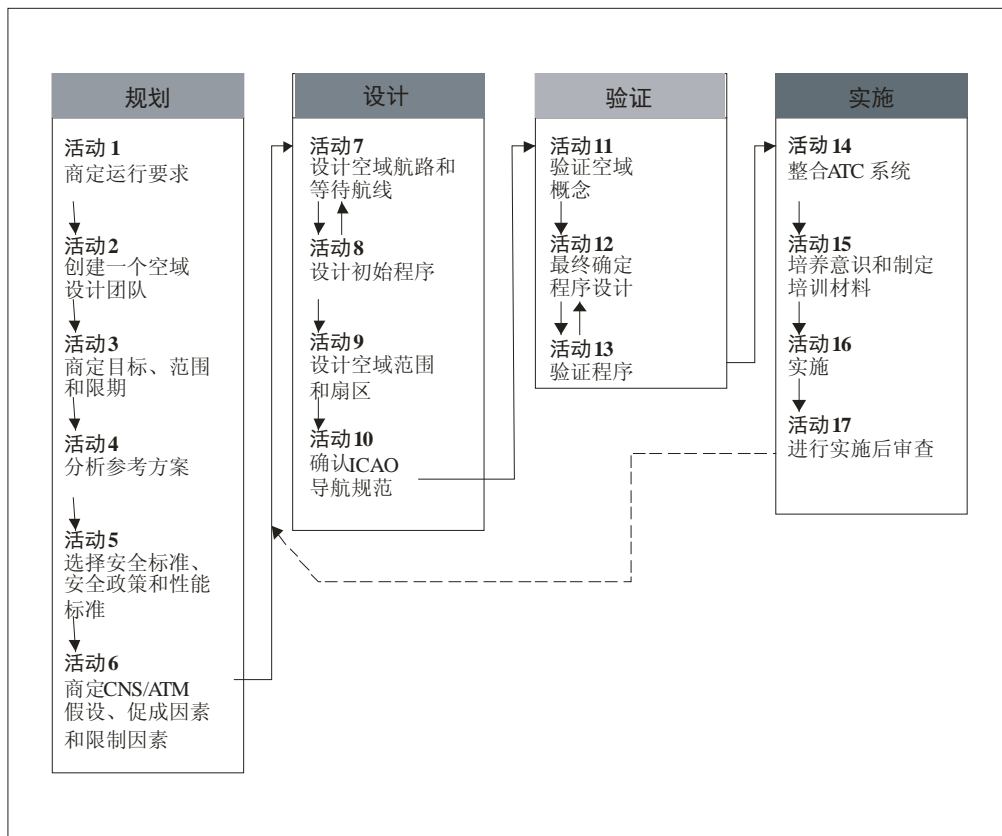 规划
活动 1
商定运行要求
活动 2
创建一个空域
设计团队
活动 3
商定目标、范围
和限期
活动 4
分析参考方案
活动 5
选择安全标准、
安全政策和性能
标准
活动 6
商定CNS/ATM
假设、促成因素
和限制因素
设计
活动 7
设计空域航路和
等待航线
活动 8
设计初始程序
活动 9
设计空域范围
和扇区
活动 10
确认ICAO
导航规范
验证
活动 11
验证空域
概念
活动 12
最终确定
程序设计
活动 13
验证程序
实施
活动 14
整合ATC 系统
活动 15
培养意识和制定
培训材料
活动 16
实施
活动 17
进行实施后审查